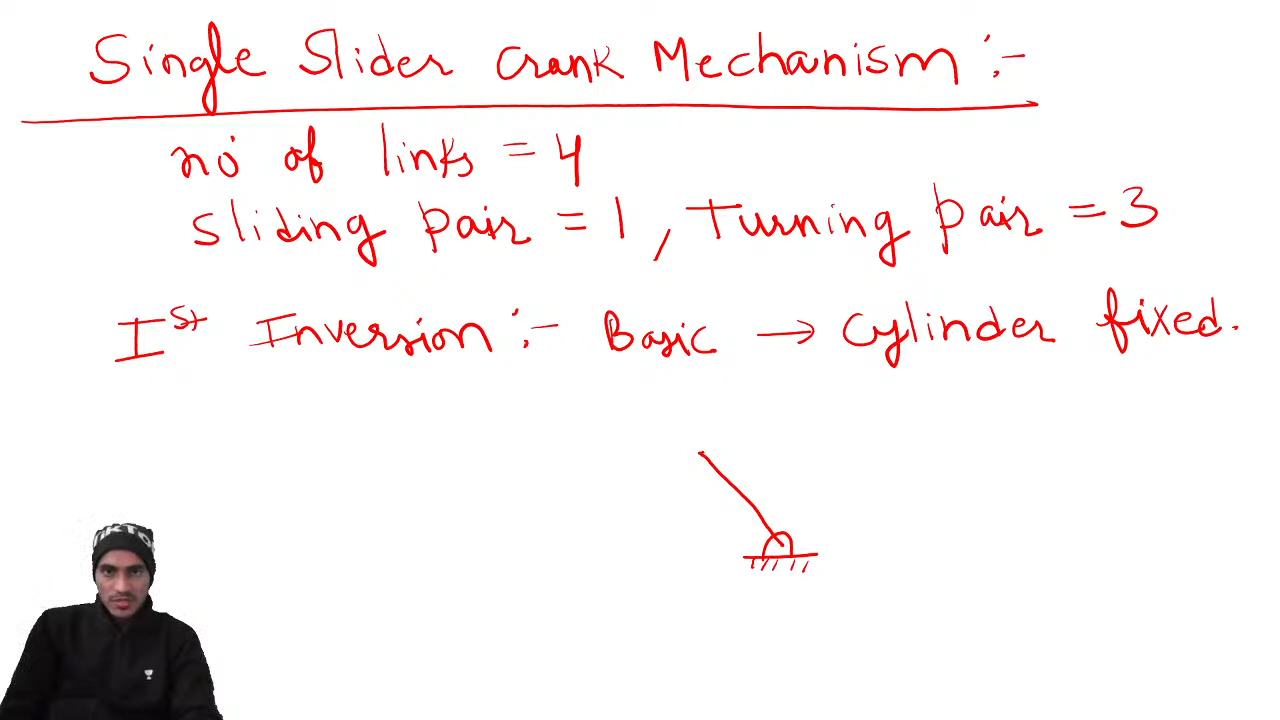 Single Slider Crank Mechanism :-
no of links = 4
sliding pair = 1, Turning pair = 3
Ist Inversion :- Basic → Cylinder fixed.